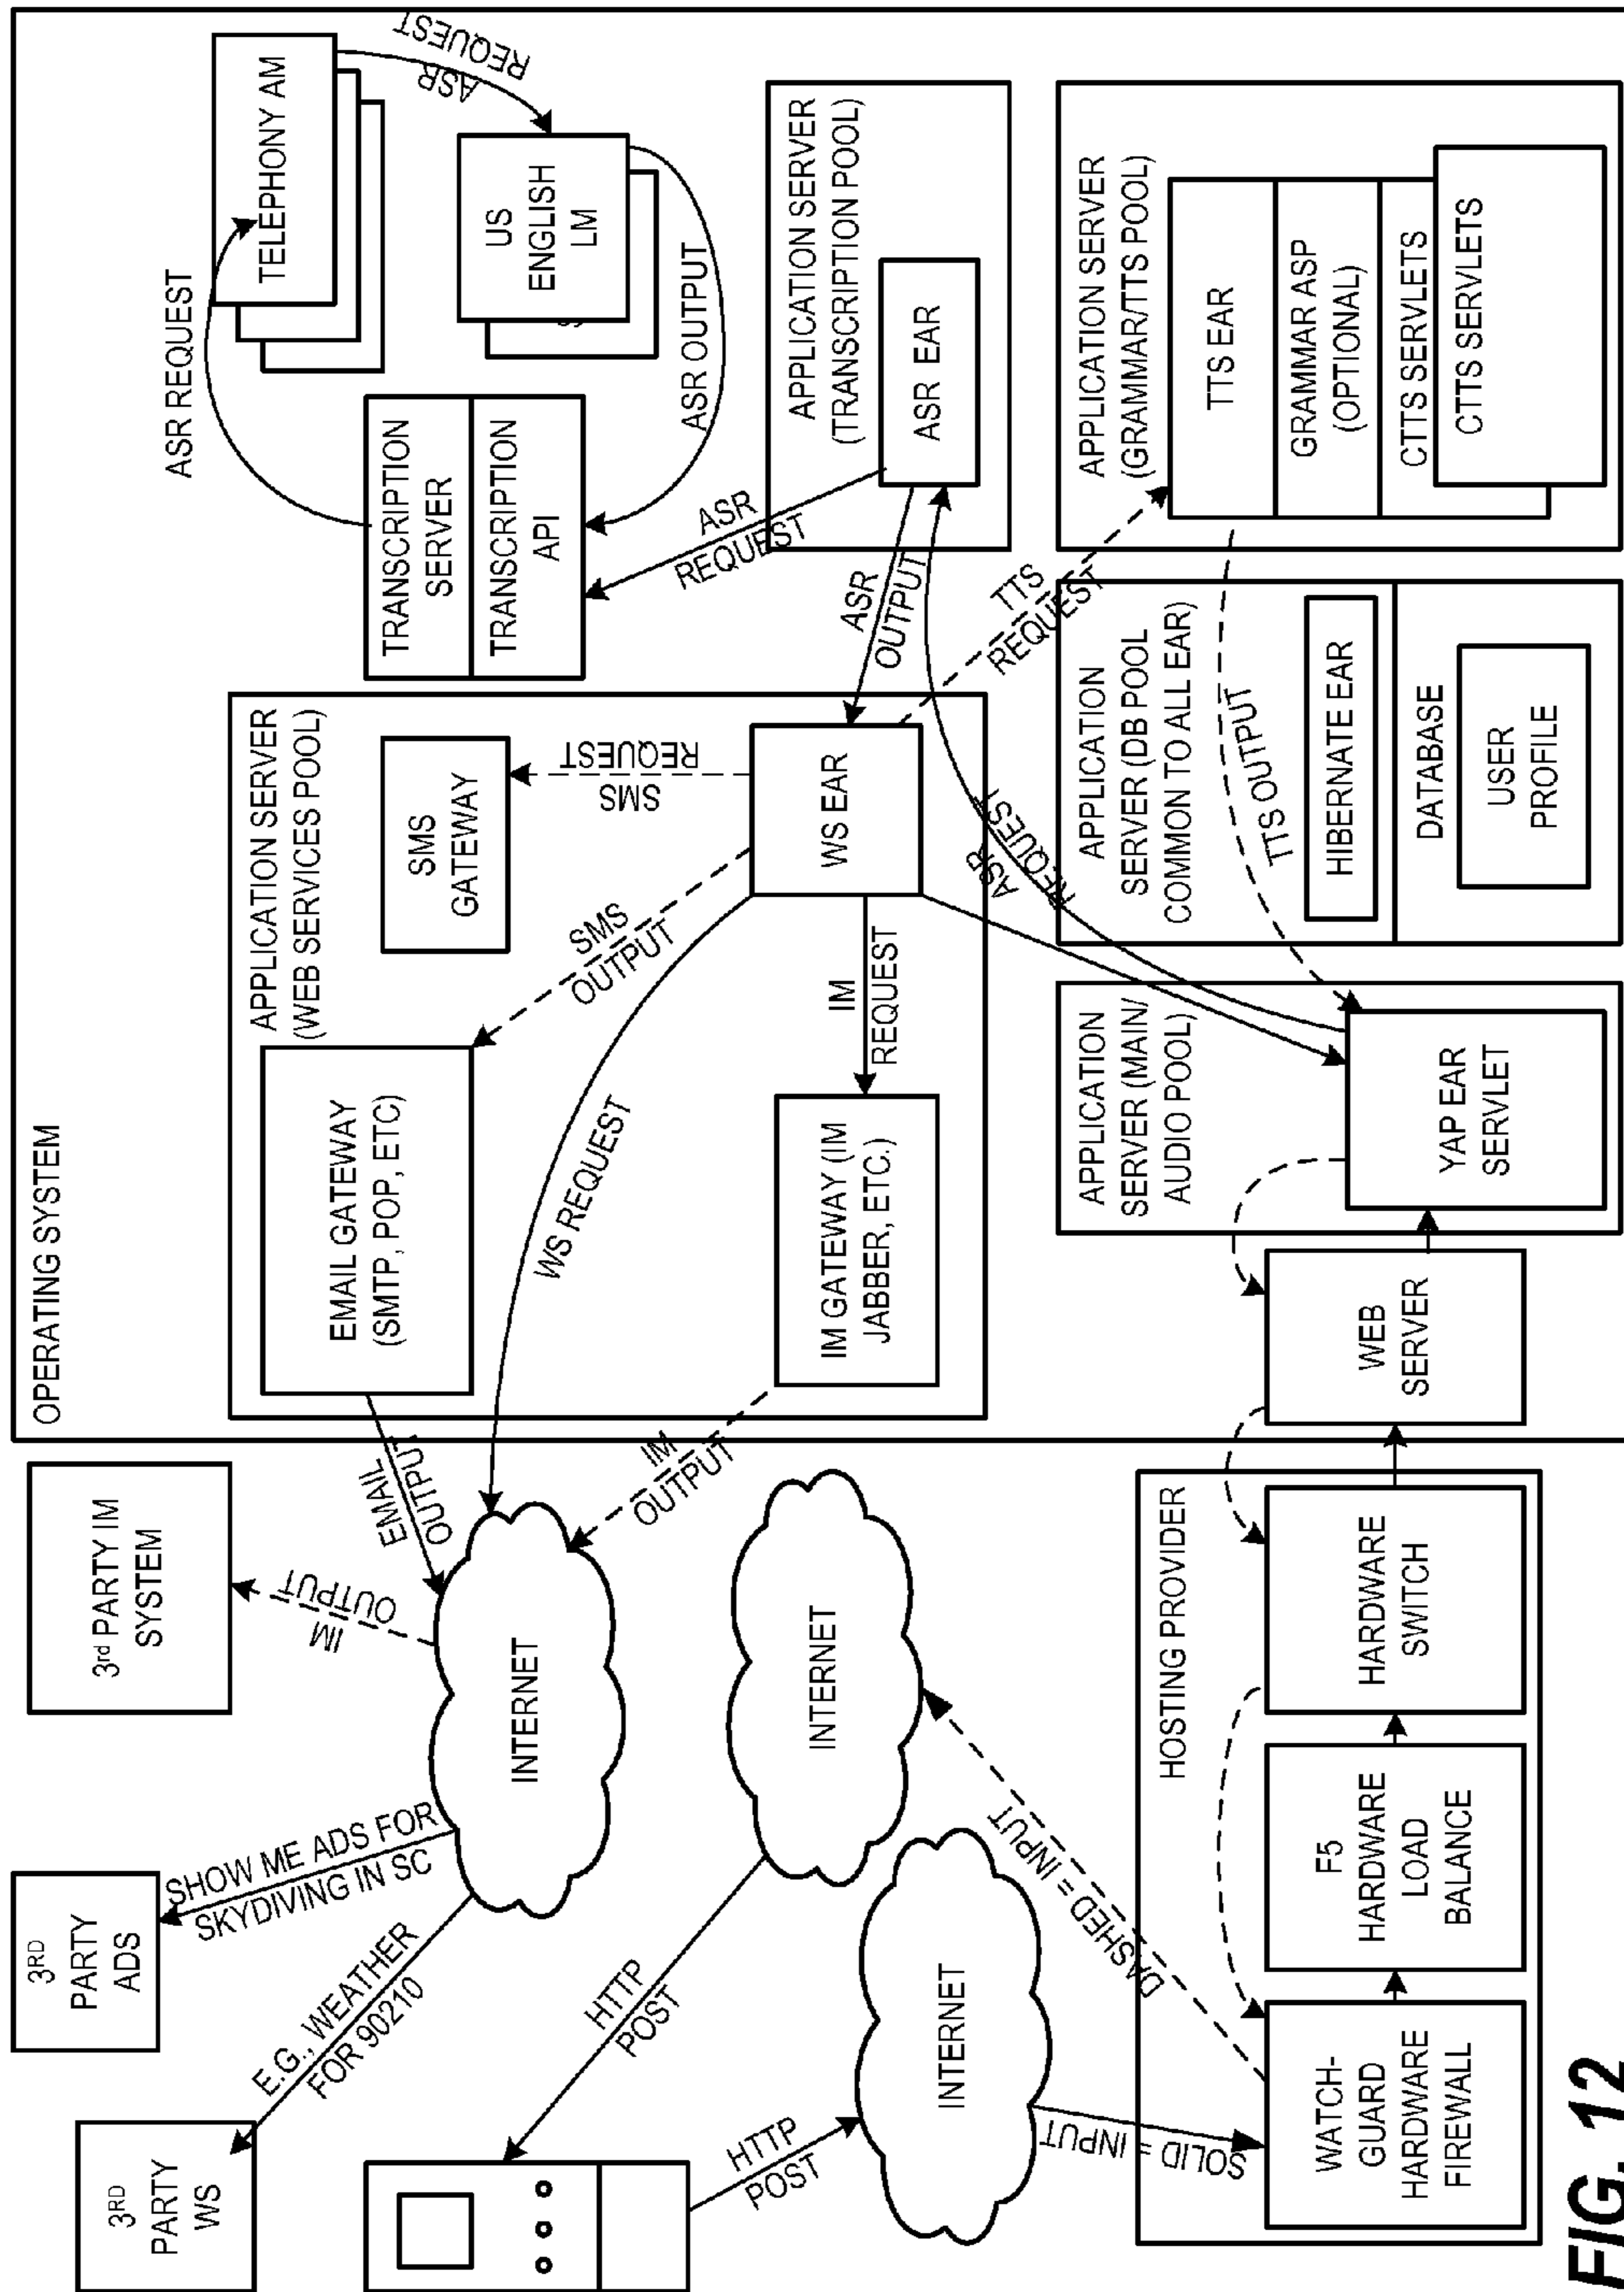 OPERATING SYSTEM
3RD
PARTY
WS
3RD
PARTY
ADS
3rd PARTY IM
SYSTEM
E.G., WEATHER
FOR 90210
SHOW ME ADS FOR
SKYDIVING IN SC
IM
OUTPUT
EMAIL
OUTPUT
INTERNET
HTTP
POST
HTTP
POST
INTERNET
INTERNET
IM
OUTPUT
SOLID = INPUT
DASHED = INPUT
HOSTING PROVIDER
WATCH-
GUARD
HARDWARE
FIREWALL
F5
HARDWARE
LOAD
BALANCE
HARDWARE
SWITCH
WEB
SERVER
APPLICATION SERVER
(WEB SERVICES POOL)
EMAIL GATEWAY
(SMTP, POP, ETC)
SMS
GATEWAY
SMS
OUTPUT
SMS
REQUEST
WS REQUEST
IM GATEWAY (IM
JABBER, ETC.)
IM
REQUEST
WS EAR
ASR REQUEST
TRANSCRIPTION
SERVER
TRANSCRIPTION
API
TELEPHONY AM
ASR
REQUEST
US
ENGLISH
LM
S
ASR OUTPUT
APPLICATION SERVER
(TRANSCRIPTION POOL)
ASR EAR
ASR
REQUEST
ASR
OUTPUT
ASR
REQUEST
TTS
REQUEST
APPLICATION
SERVER (MAIN/
AUDIO POOL)
YAP EAR
SERVLET
APPLICATION
SERVER (DB POOL
COMMON TO ALL EAR)
HIBERNATE EAR
DATABASE
USER
PROFILE
TTS OUTPUT
APPLICATION SERVER
(GRAMMAR/TTS POOL)
TTS EAR
GRAMMAR ASP
(OPTIONAL)
CTTS SERVLETS
CTTS SERVLETS
FIG. 12